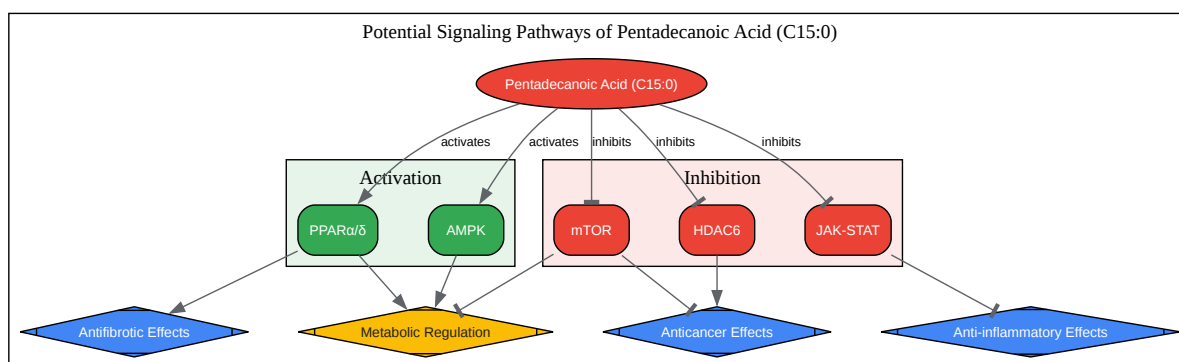 Potential Signaling Pathways of Pentadecanoic Acid (C15:0)
Pentadecanoic Acid (C15:0)
activates
activates
inhibits
inhibits
inhibits
Activation
Inhibition
PPARα/δ
AMPK
mTOR
HDAC6
JAK-STAT
Antifibrotic Effects
Metabolic Regulation
Anticancer Effects
Anti-inflammatory Effects